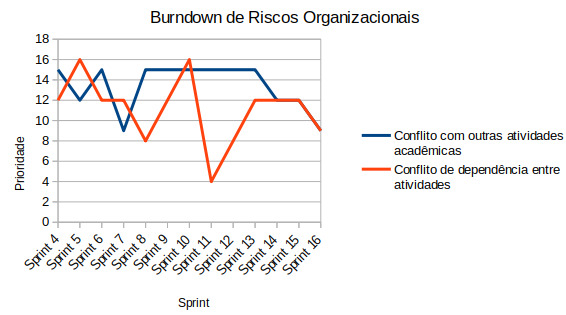 Burndown de Riscos Organizacionais
18
16
14
12
10
8
6
4
2
0
Prioridade
Sprint 4
Sprint 5
Sprint 6
Sprint 7
Sprint 8
Sprint 9
Sprint 10
Sprint 11
Sprint 12
Sprint 13
Sprint 14
Sprint 15
Sprint 16
Sprint
Conflito com outras atividades
acadêmicas
Conflito de dependência entre
atividades